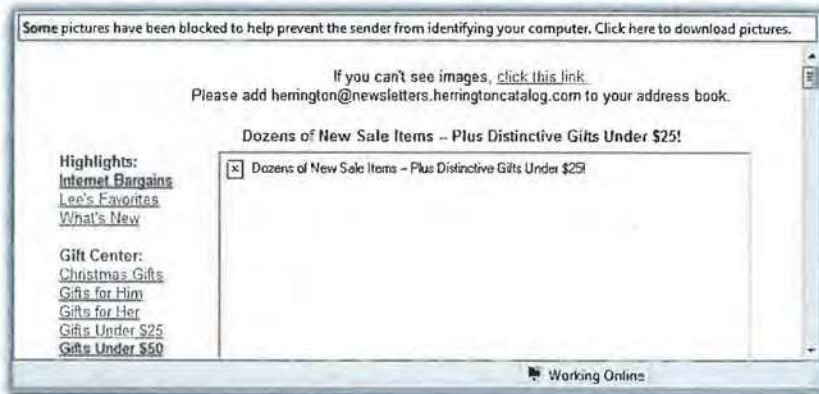 Some pictures have been blocked to help prevent the sender from identifying your computer. Click here to download pictures.
If you can't see images, click this link.
Please add herrington@newsletters.herringtoncatalog.com to your address book.
Dozens of New Sale Items – Plus Distinctive Gifts Under $25!
Highlights:
Internet Bargains
Lee's Favorites
What's New
Gift Center:
Christmas Gifts
Gifts for Him
Gifts for Her
Gifts Under $25
Gifts Under $50
Dozens of New Sale Items – Plus Distinctive Gifts Under $25!
Working Online